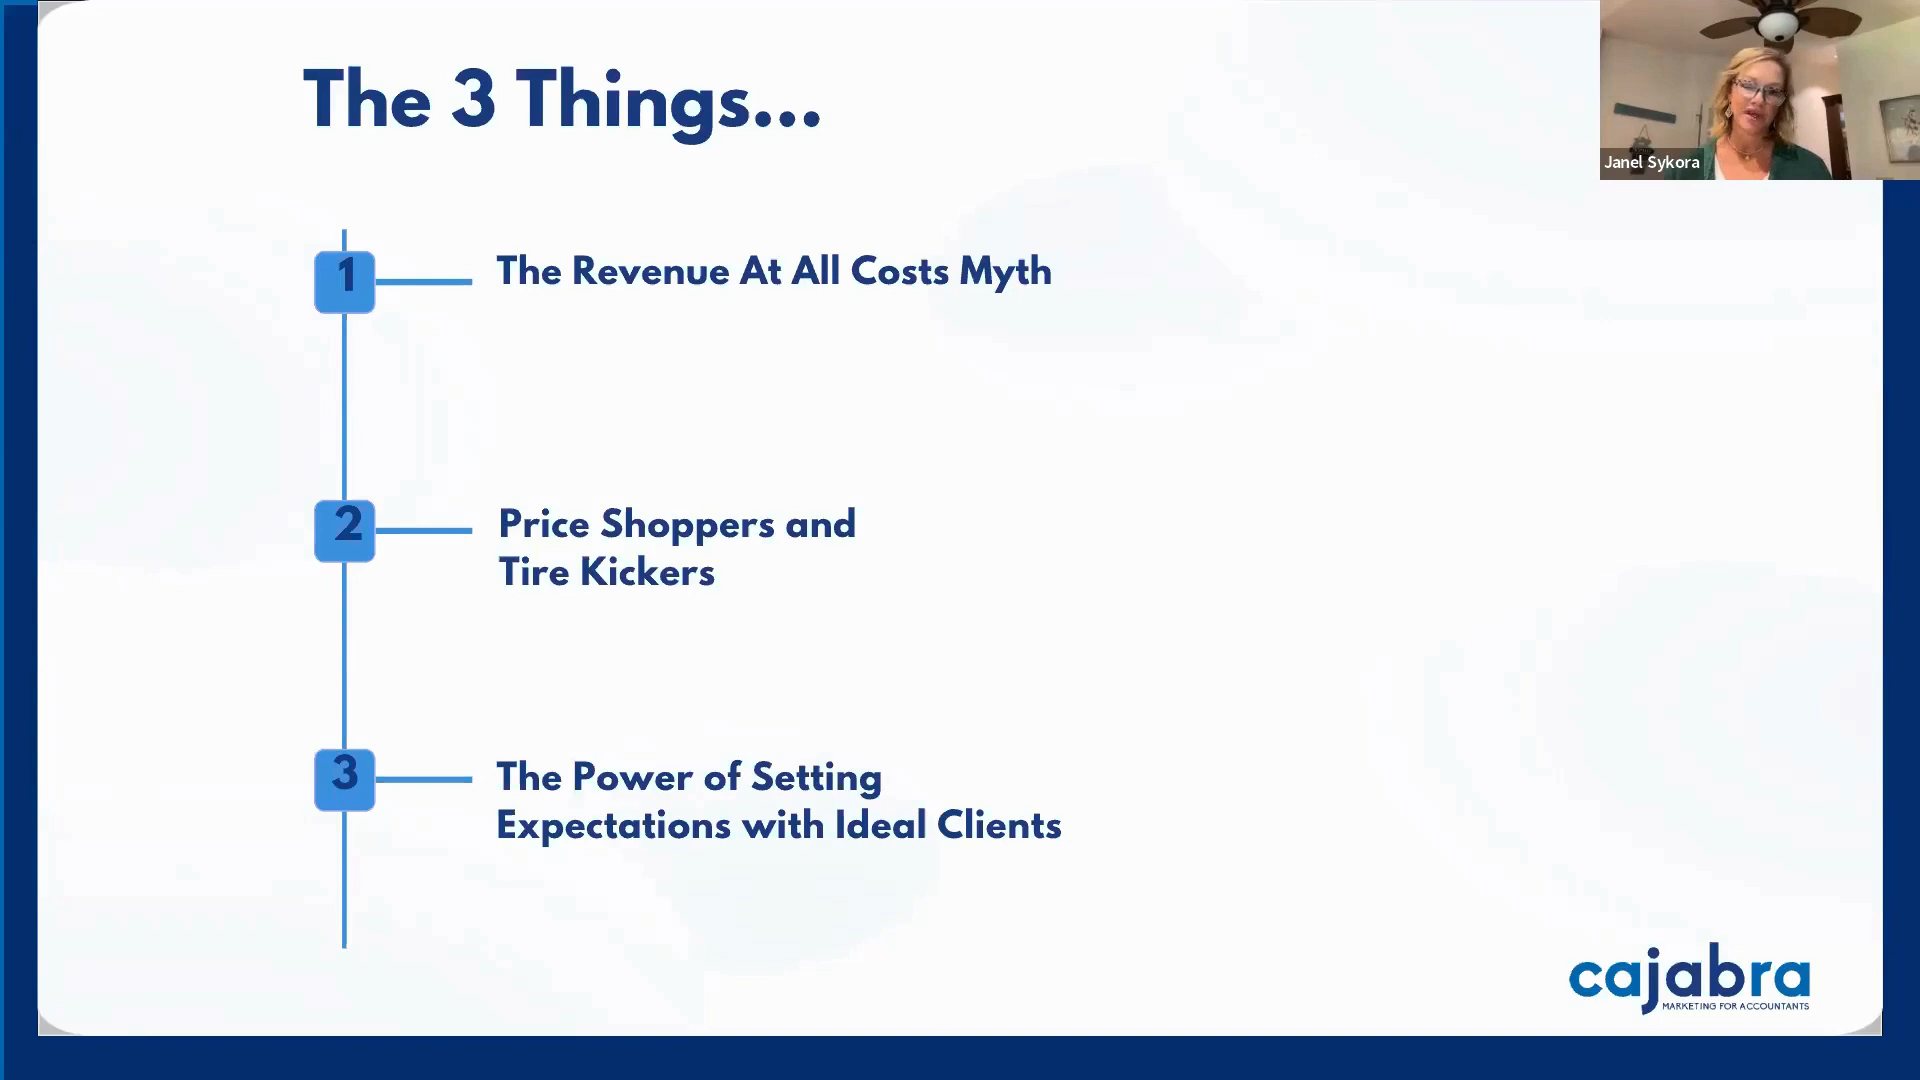 The 3 Things...
Janel Sykora
1
The Revenue At All Costs Myth
2
Price Shoppers and
Tire Kickers
3
The Power of Setting
Expectations with Ideal Clients
cajabra
MARKETING FOR ACCOUNTANTS